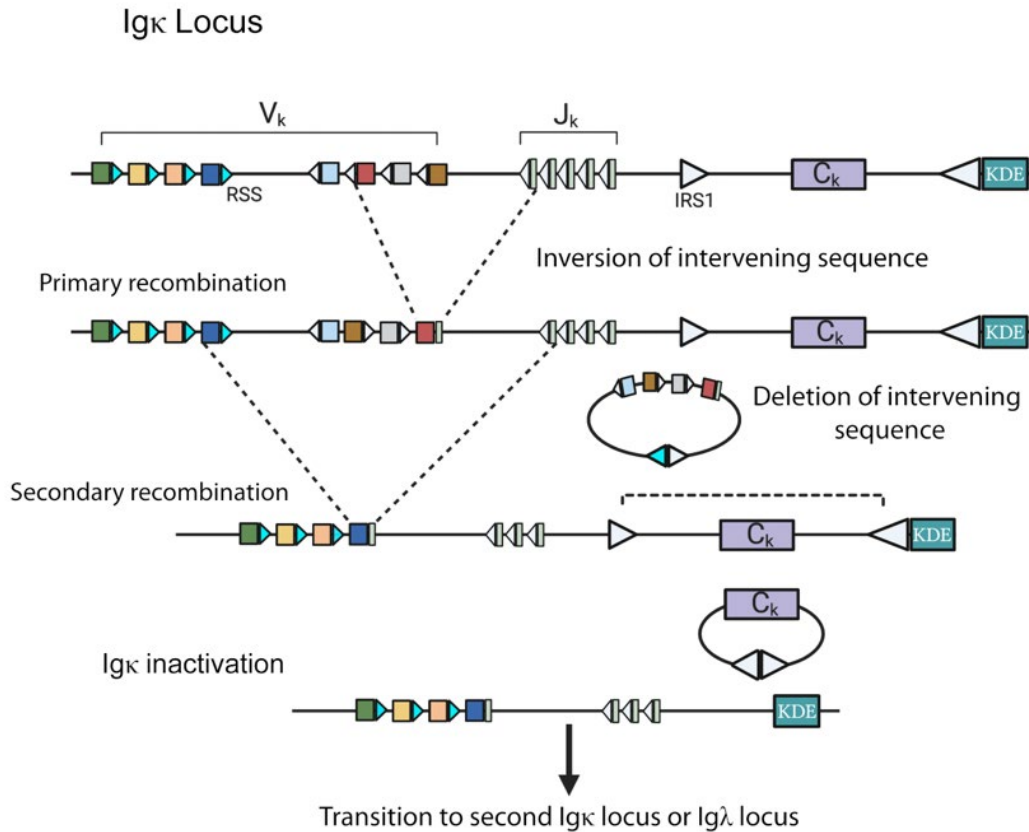 Igκ Locus
Vk
Jk
RSS
IRS1
Ck
KDE
Inversion of intervening sequence
Primary recombination
Ck
KDE
Deletion of intervening
sequence
Secondary recombination
Ck
KDE
Ck
Igκ inactivation
KDE
Transition to second Igκ locus or Igλ locus